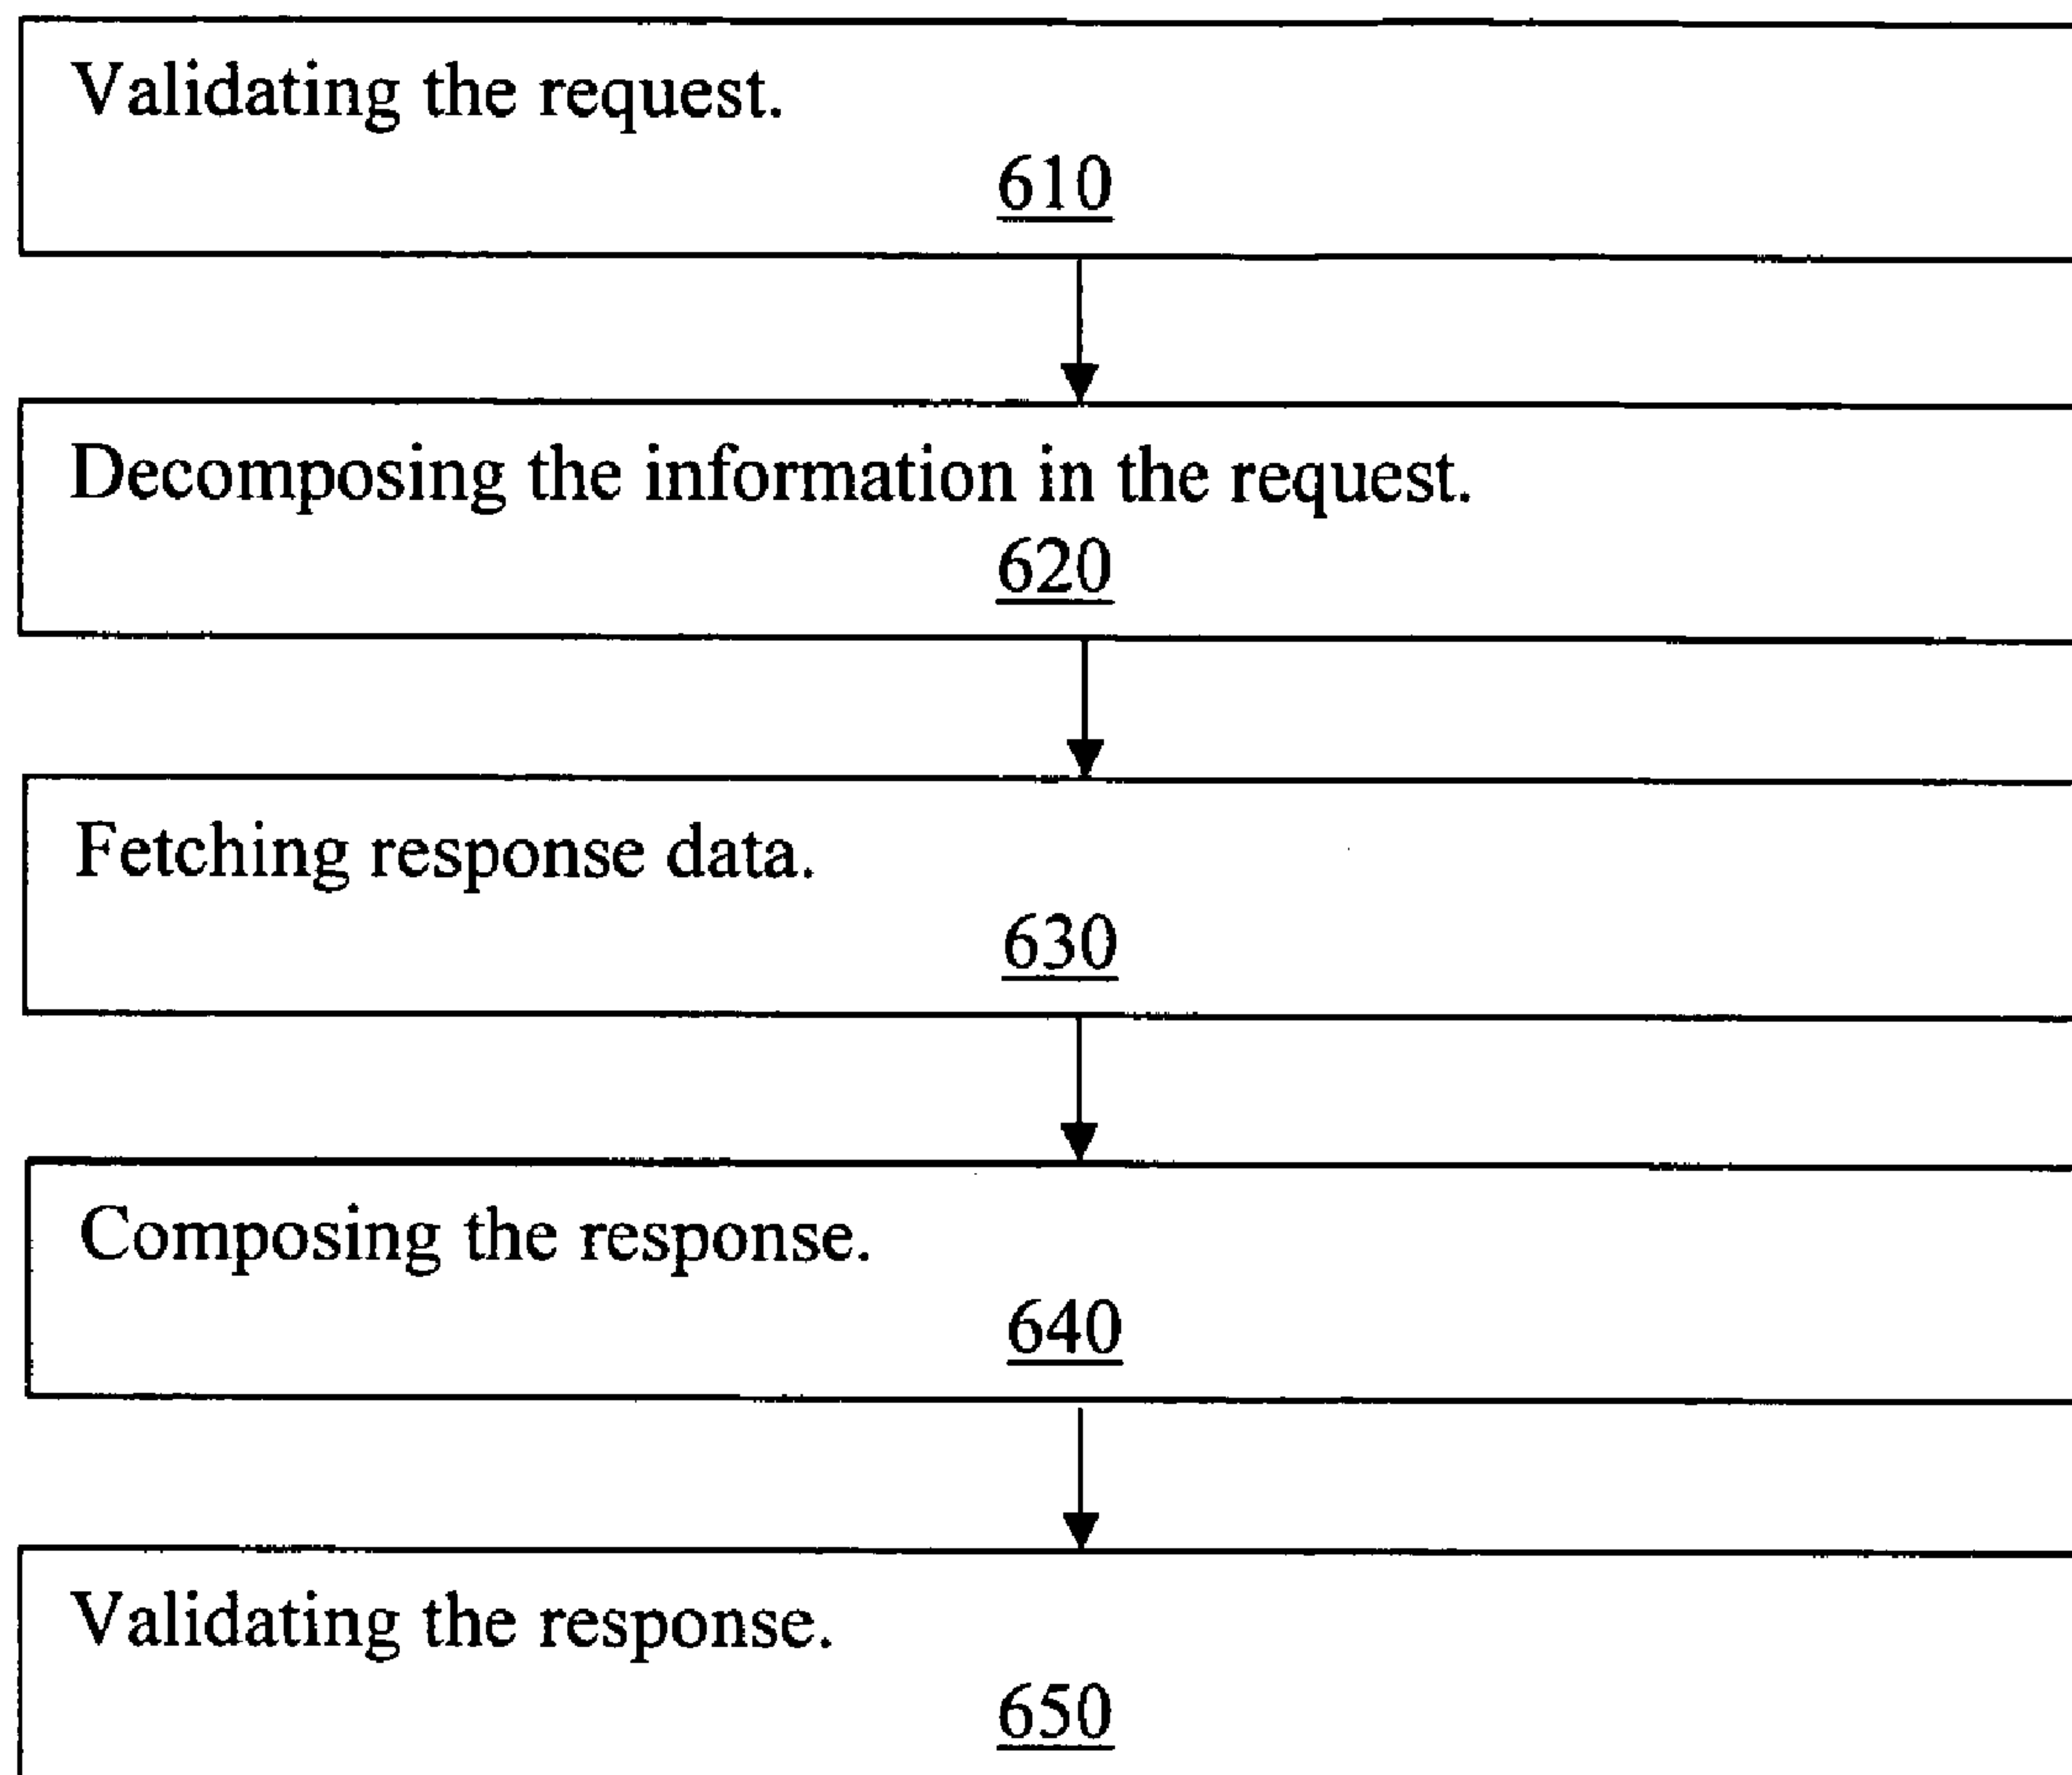 Validating the request.
610
Decomposing the information in the request.
620
Fetching response data.
630
Composing the response.
640
Validating the response.
650